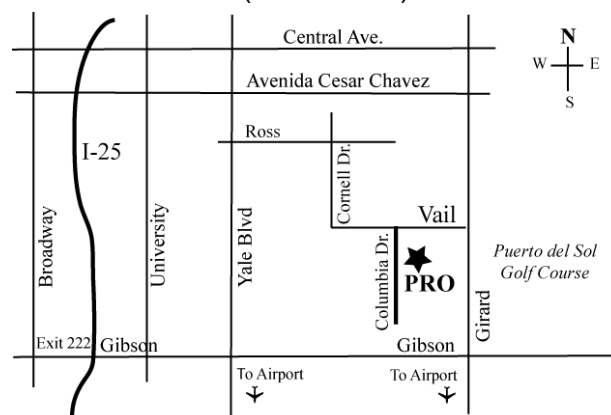 Central Ave.
N
W
E
S
Avenida Cesar Chavez
Ross
I-25
Cornell Dr.
Broadway
University
Yale Blvd
Vail
Columbia Dr.
PRO
Puerto del Sol
Golf Course
Girard
Exit 222
Gibson
Gibson
To Airport
To Airport